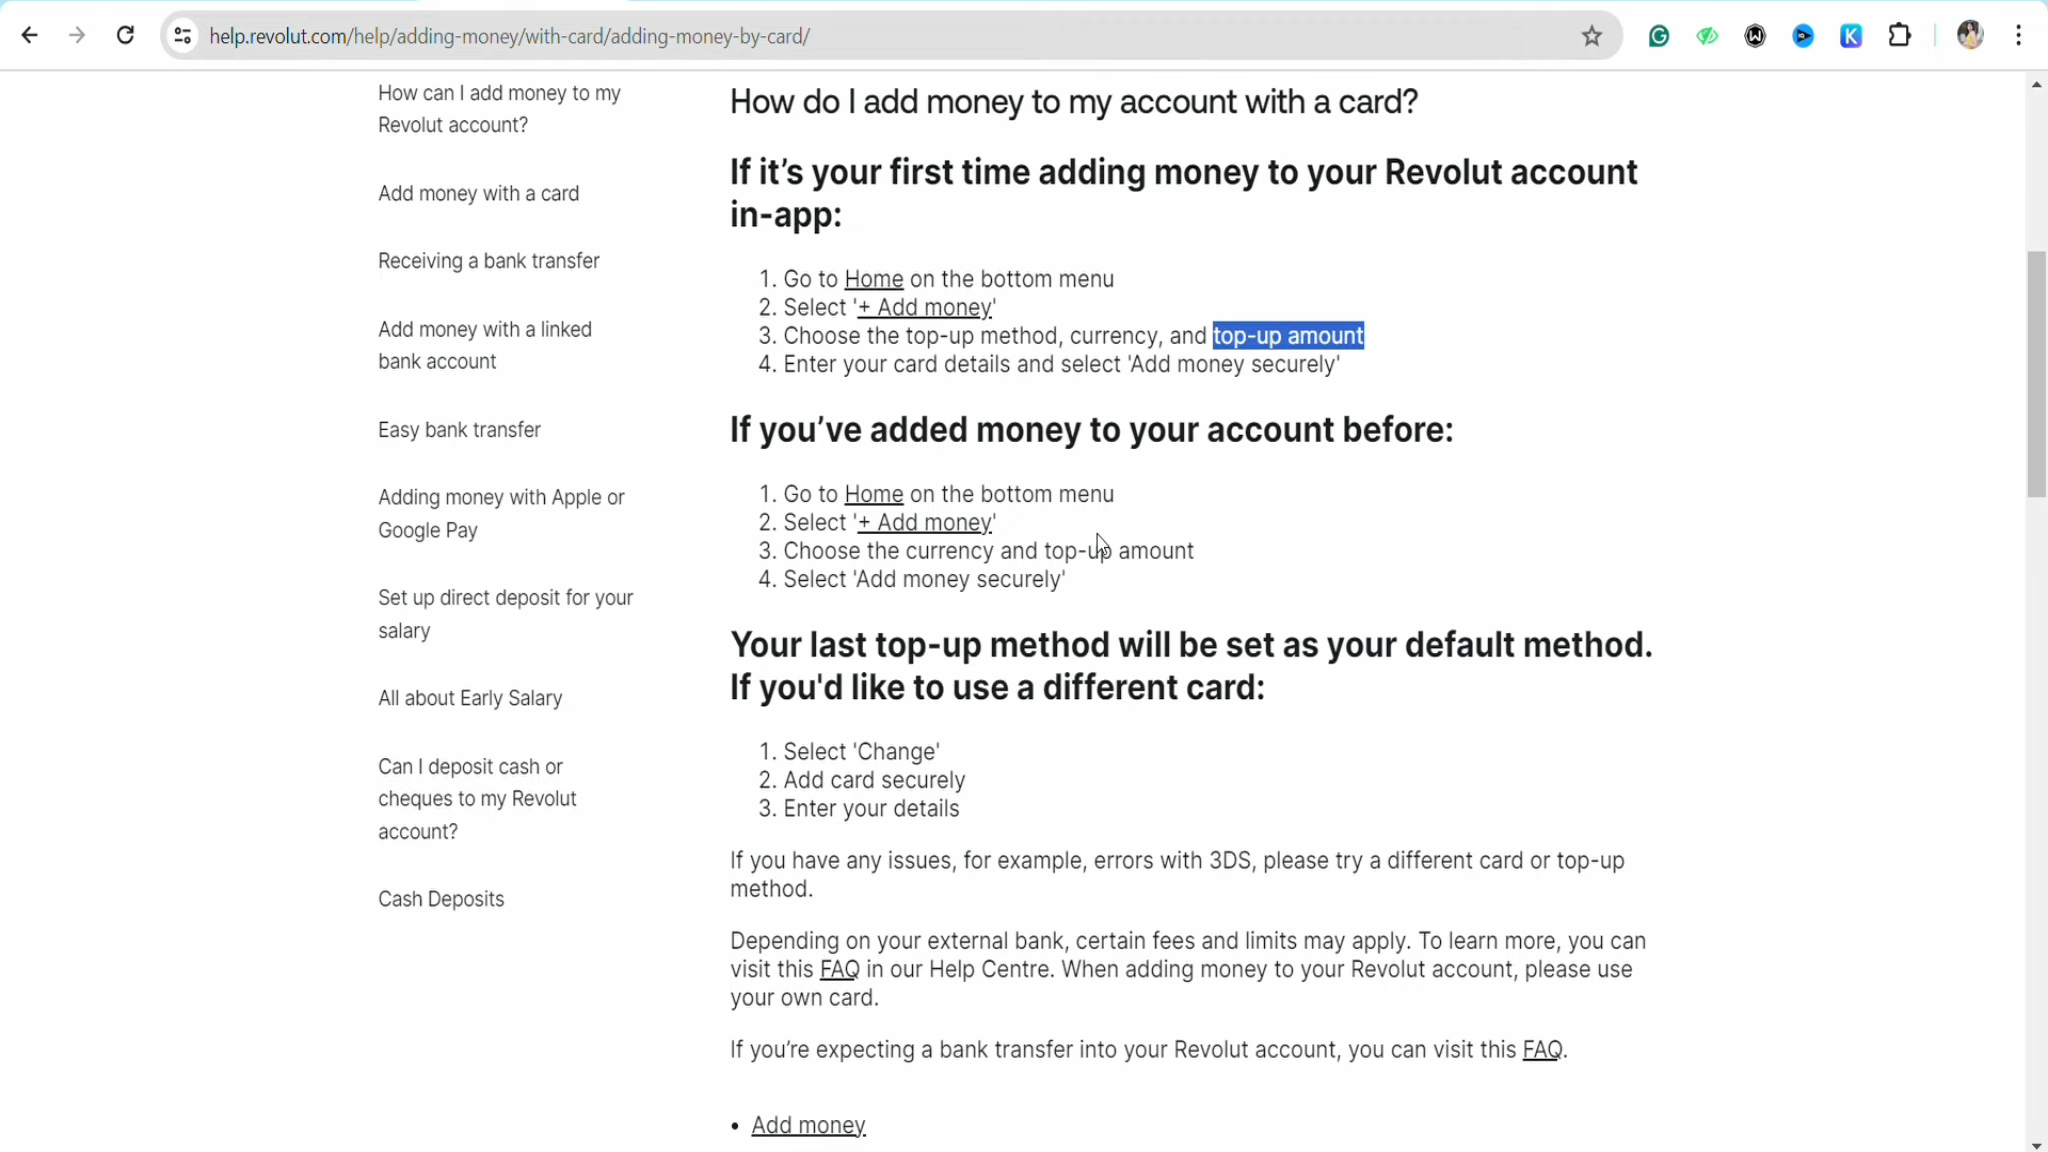 help.revolut.com/help/adding-money/with-card/adding-money-by-card/
How can I add money to my
Revolut account?
Add money with a card
Receiving a bank transfer
Add money with a linked
bank account
Easy bank transfer
Adding money with Apple or
Google Pay
Set up direct deposit for your
salary
All about Early Salary
Can I deposit cash or
cheques to my Revolut
account?
Cash Deposits
How do I add money to my account with a card?
If it’s your first time adding money to your Revolut account
in-app:
1. Go to Home on the bottom menu
2. Select '+ Add money'
3. Choose the top-up method, currency, and top-up amount
4. Enter your card details and select 'Add money securely'
If you’ve added money to your account before:
1. Go to Home on the bottom menu
2. Select '+ Add money'
3. Choose the currency and top-up amount
4. Select 'Add money securely'
Your last top-up method will be set as your default method.
If you'd like to use a different card:
1. Select 'Change'
2. Add card securely
3. Enter your details
If you have any issues, for example, errors with 3DS, please try a different card or top-up
method.
Depending on your external bank, certain fees and limits may apply. To learn more, you can
visit this FAQ in our Help Centre. When adding money to your Revolut account, please use
your own card.
If you’re expecting a bank transfer into your Revolut account, you can visit this FAQ.
• Add money